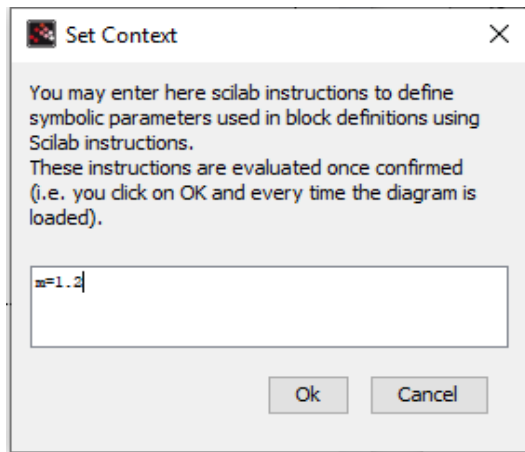 Set Context
You may enter here scilab instructions to define
symbolic parameters used in block definitions using
Scilab instructions.
These instructions are evaluated once confirmed
(i.e. you click on OK and every time the diagram is
loaded).
m=1.2
Ok Cancel